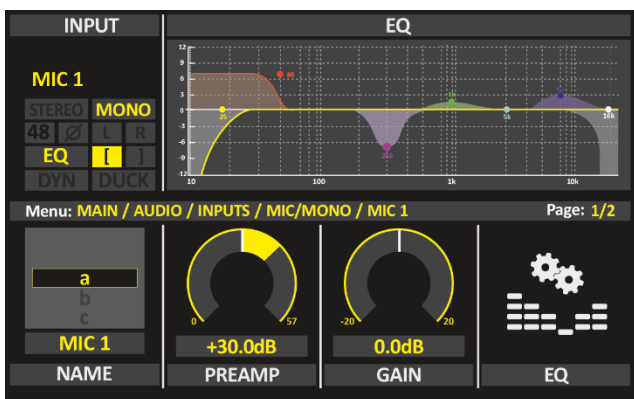 INPUT
EQ
MIC 1
STEREO MONO
48 Ø L R
EQ [ ]
DYN DUCK
12
9
6
3
0
-3
-6
-9
-12
80
25
1k
5k
16k
10 100 1k 10k
Menu: MAIN / AUDIO / INPUTS / MIC/MONO / MIC 1
Page: 1/2
a
b
c
MIC 1
NAME
0 57
+30.0dB
PREAMP
-20 20
0.0dB
GAIN
EQ